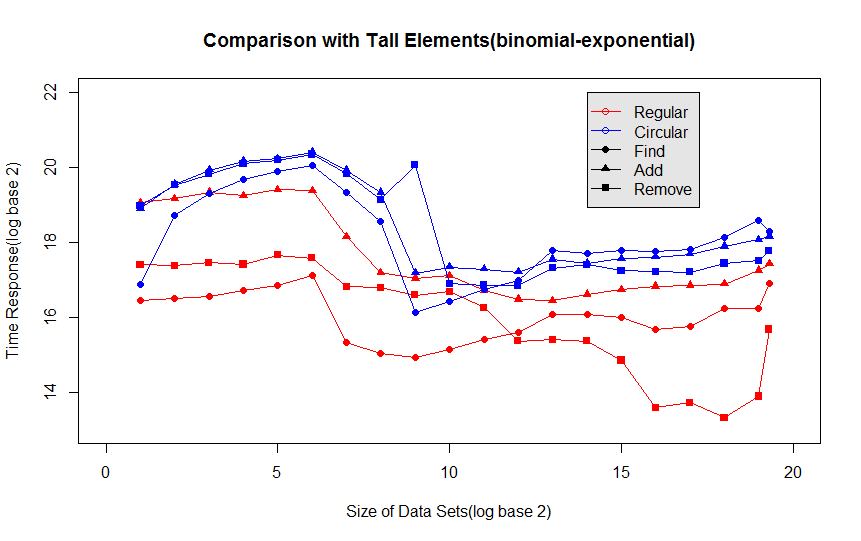 Comparison with Tall Elements(binomial-exponential)
Time Response(log base 2)
22
20
18
16
14
Regular
Circular
Find
Add
Remove
0
5
10
15
20
Size of Data Sets(log base 2)